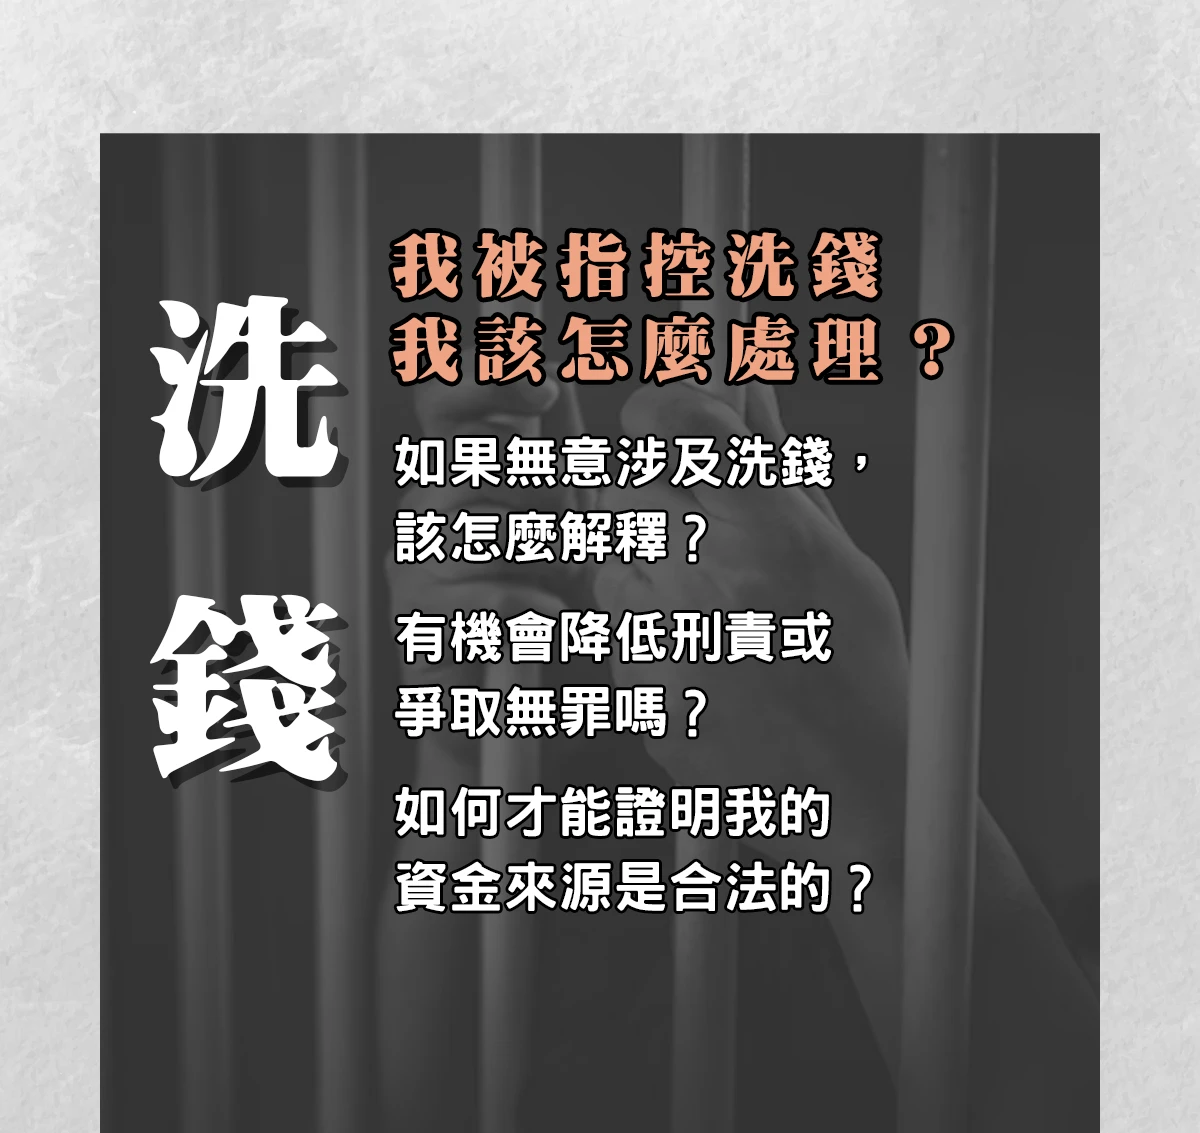 洗錢
我被指控洗錢
我該怎麼處理？
如果無意涉及洗錢，
該怎麼解釋？
有機會降低刑責或
爭取無罪嗎？
如何才能證明我的
資金來源是合法的？